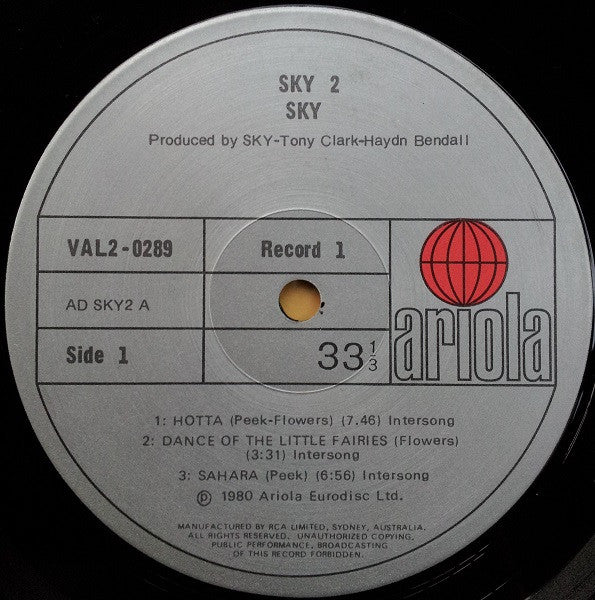 SKY 2
SKY
Produced by SKY-Tony Clark-Haydn Bendall
VAL2-0289
Record 1
AD SKY2 A
Side 1
33 1/3
ariola
1: HOTTA (Peek-Flowers) (7.46) Intersong
2: DANCE OF THE LITTLE FAIRIES (Flowers)
(3:31) Intersong
3: SAHARA (Peek) (6:56) Intersong
℗ 1980 Ariola Eurodisc Ltd.
MANUFACTURED BY RCA LIMITED, SYDNEY, AUSTRALIA.
ALL RIGHTS RESERVED. UNAUTHORIZED COPYING,
PUBLIC PERFORMANCE, BROADCASTING
OF THIS RECORD FORBIDDEN.